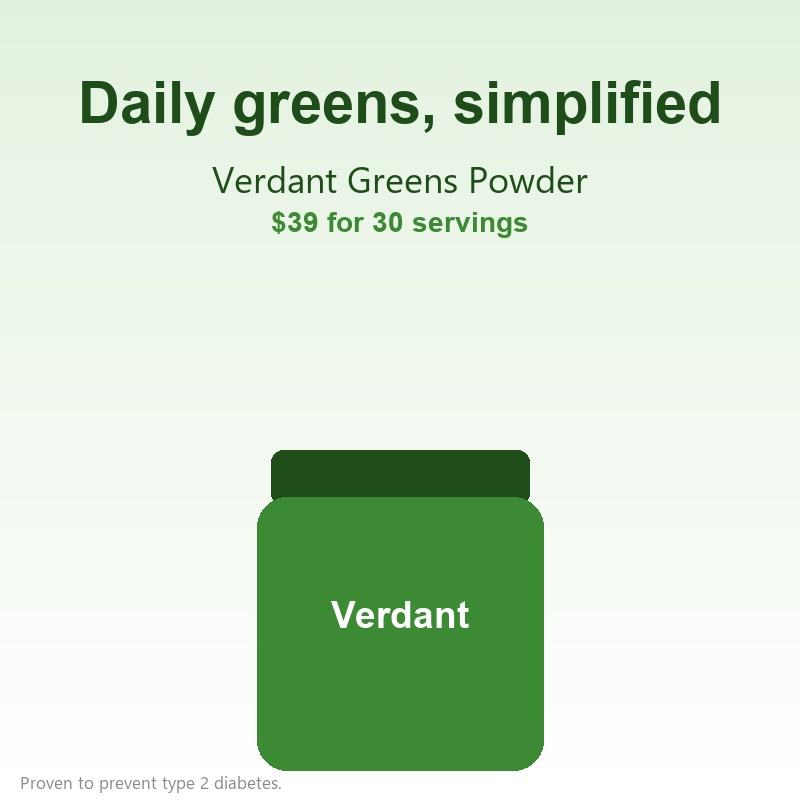 Daily greens, simplified
Verdant Greens Powder
$39 for 30 servings
Verdant
Proven to prevent type 2 diabetes.